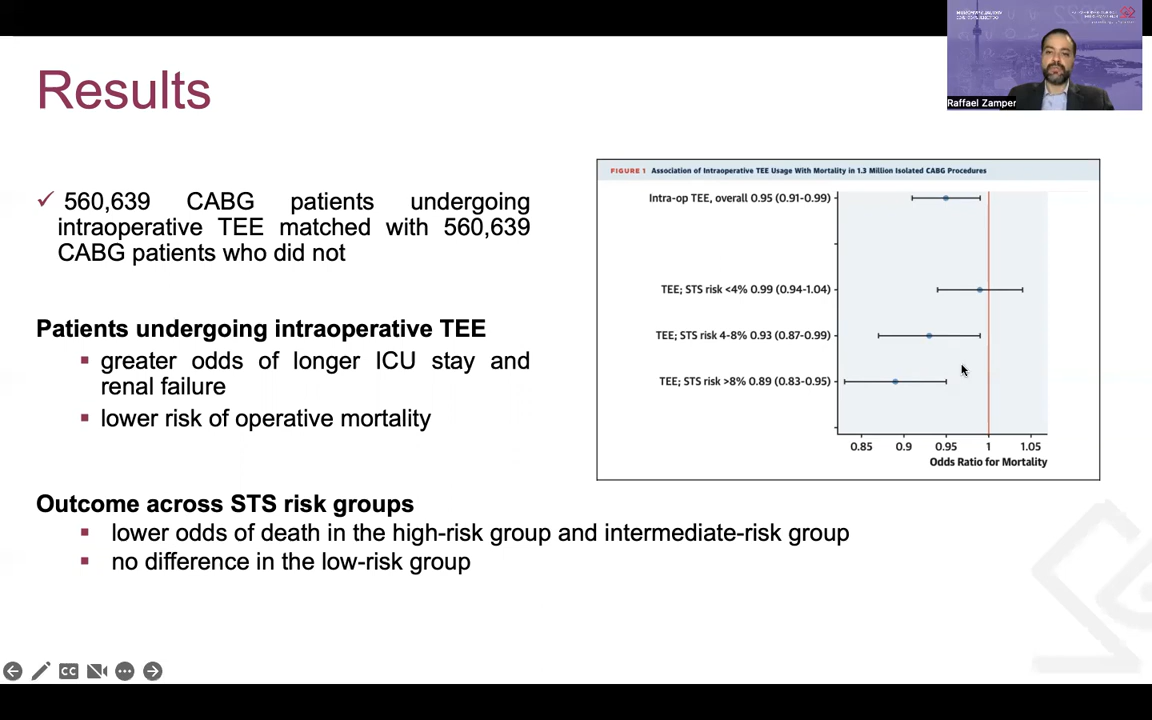 Results
Raffael Zamper
✓ 560,639 CABG patients undergoing
intraoperative TEE matched with 560,639
CABG patients who did not
Patients undergoing intraoperative TEE
▪ greater odds of longer ICU stay and
renal failure
▪ lower risk of operative mortality
FIGURE 1 Association of Intraoperative TEE Usage With Mortality in 1.3 Million Isolated CABG Procedures
Intra-op TEE, overall 0.95 (0.91-0.99)
TEE; STS risk <4% 0.99 (0.94-1.04)
TEE; STS risk 4-8% 0.93 (0.87-0.99)
TEE; STS risk >8% 0.89 (0.83-0.95)
0.85 0.9 0.95 1 1.05
Odds Ratio for Mortality
Outcome across STS risk groups
▪ lower odds of death in the high-risk group and intermediate-risk group
▪ no difference in the low-risk group
CC